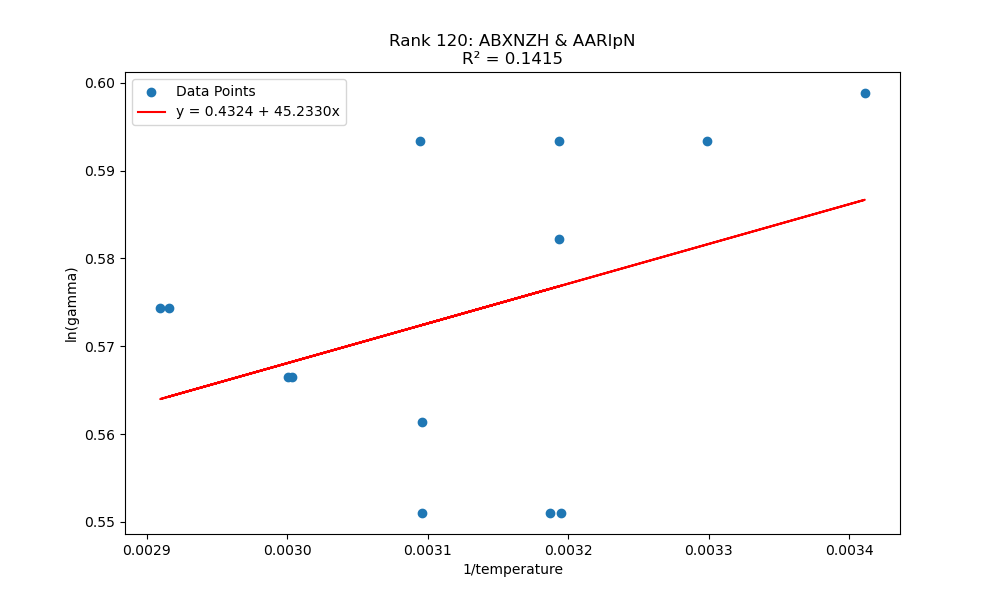 Rank 120: ABXNZH & AARIpN
R² = 0.1415
Data Points
y = 0.4324 + 45.2330x
0.60
0.59
0.58
0.57
0.56
0.55
ln(gamma)
0.0029 0.0030 0.0031 0.0032 0.0033 0.0034
1/temperature